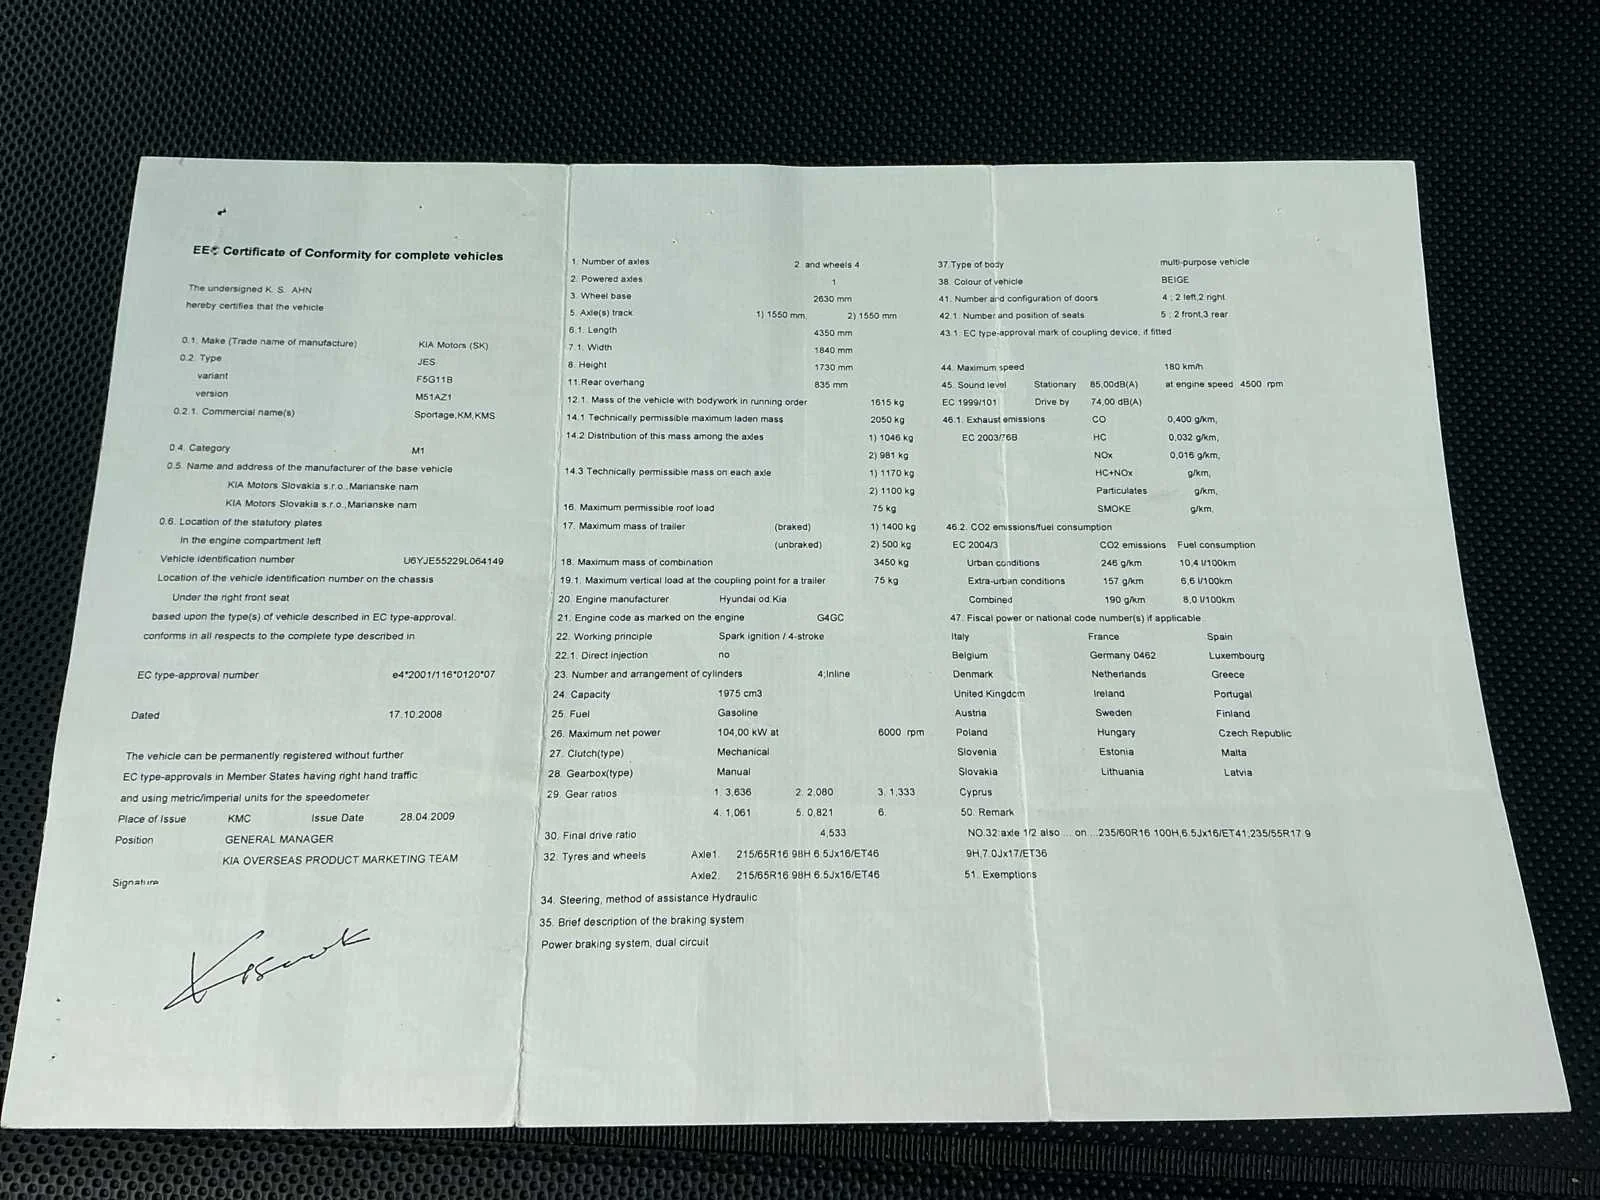 EEC Certificate of Conformity for complete vehicles
The undersigned K. S. AHN
hereby certifies that the vehicle
0.1. Make (Trade name of manufacture) KIA Motors (SK)
0.2. Type JES
variant F5G11B
version M51AZ1
0.2.1. Commercial name(s) Sportage,KM,KMS
0.4. Category M1
0.5. Name and address of the manufacturer of the base vehicle
KIA Motors Slovakia s.r.o.,Marianske nam
KIA Motors Slovakia s.r.o.,Marianske nam
0.6. Location of the statutory plates
In the engine compartment left
Vehicle identification number U6YJE55229L064149
Location of the vehicle identification number on the chassis
Under the right front seat
based upon the type(s) of vehicle described in EC type-approval.
conforms in all respects to the complete type described in
EC type-approval number e4*2001/116*0120*07
Dated 17.10.2008
The vehicle can be permanently registered without further
EC type-approvals in Member States having right hand traffic
and using metric/imperial units for the speedometer
Place of Issue KMC Issue Date 28.04.2009
Position GENERAL MANAGER
KIA OVERSEAS PRODUCT MARKETING TEAM
Signature
1. Number of axles 2 and wheels 4
2. Powered axles 1
3. Wheel base 2630 mm
5. Axle(s) track 1) 1550 mm, 2) 1550 mm
6.1. Length 4350 mm
7.1. Width 1840 mm
8. Height 1730 mm
11.Rear overhang 835 mm
12.1. Mass of the vehicle with bodywork in running order 1615 kg
14.1 Technically permissible maximum laden mass 2050 kg
14.2 Distribution of this mass among the axles 1) 1046 kg
2) 981 kg
14.3 Technically permissible mass on each axle 1) 1170 kg
2) 1100 kg
16. Maximum permissible roof load 75 kg
17. Maximum mass of trailer (braked) 1) 1400 kg
(unbraked) 2) 500 kg
18. Maximum mass of combination 3450 kg
19.1. Maximum vertical load at the coupling point for a trailer 75 kg
20. Engine manufacturer Hyundai od Kia
21. Engine code as marked on the engine G4GC
22. Working principle Spark ignition / 4-stroke
22.1. Direct injection no
23. Number and arrangement of cylinders 4;Inline
24. Capacity 1975 cm3
25. Fuel Gasoline
26. Maximum net power 104,00 kW at 6000 rpm
27. Clutch(type) Mechanical
28. Gearbox(type) Manual
29. Gear ratios 1. 3,636 2. 2,080 3. 1,333
4. 1,061 5. 0,821 6.
30. Final drive ratio 4,533
32. Tyres and wheels Axle1. 215/65R16 98H 6.5Jx16/ET46
Axle2. 215/65R16 98H 6.5Jx16/ET46
34. Steering, method of assistance Hydraulic
35. Brief description of the braking system
Power braking system, dual circuit
37.Type of body multi-purpose vehicle
38. Colour of vehicle BEIGE
41. Number and configuration of doors 4 ; 2 left,2 right
42.1. Number and position of seats 5 : 2 front,3 rear
43.1. EC type-approval mark of coupling device, if fitted
44. Maximum speed 180 km/h
45. Sound level Stationary 85,00dB(A) at engine speed 4500 rpm
EC 1999/101 Drive by 74,00 dB(A)
46.1. Exhaust emissions CO 0,400 g/km,
EC 2003/76B HC 0,032 g/km,
NOx 0,016 g/km,
HC+NOx g/km,
Particulates g/km,
SMOKE g/km,
46.2. CO2 emissions/fuel consumption
EC 2004/3 CO2 emissions Fuel consumption
Urban conditions 246 g/km 10,4 l/100km
Extra-urban conditions 157 g/km 6,6 l/100km
Combined 190 g/km 8,0 l/100km
47. Fiscal power or national code number(s) if applicable
Italy France Spain
Belgium Germany 0462 Luxembourg
Denmark Netherlands Greece
United Kingdom Ireland Portugal
Austria Sweden Finland
Poland Hungary Czech Republic
Slovenia Estonia Malta
Slovakia Lithuania Latvia
Cyprus
50. Remark
NO.32:axle 1/2 also ... on ...235/60R16 100H,6.5Jx16/ET41,235/55R17 9
9H,7.0Jx17/ET36
51. Exemptions